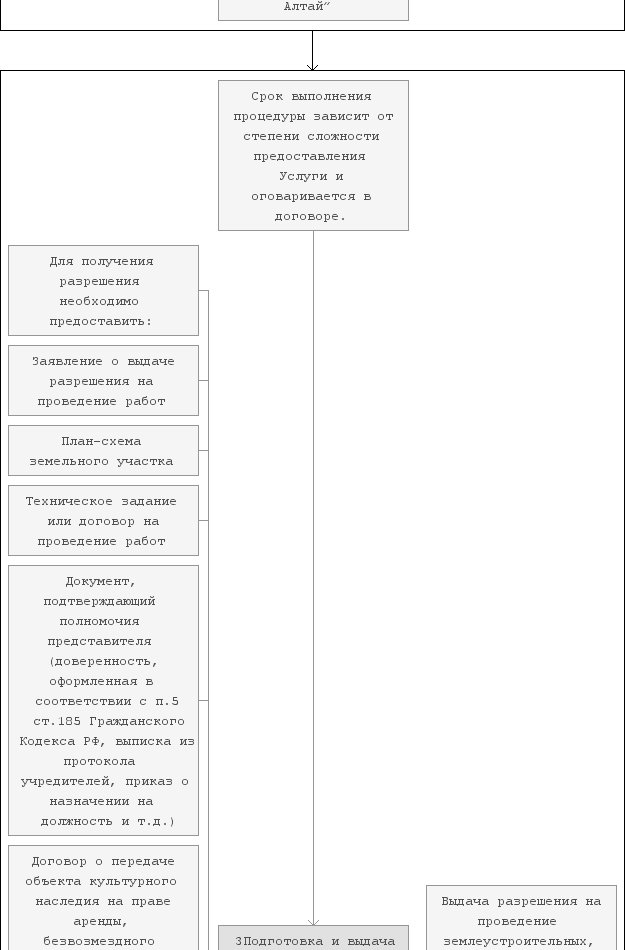 Алтай”
Срок выполнения
процедуры зависит от
степени сложности
предоставления
Услуги и
оговаривается в
договоре.
Для получения
разрешения
необходимо
предоставить:
Заявление о выдаче
разрешения на
проведение работ
План-схема
земельного участка
Техническое задание
или договор на
проведение работ
Документ,
подтверждающий
полномочия
представителя
(доверенность,
оформленная в
соответствии с п.5
ст.185 Гражданского
Кодекса РФ, выписка из
протокола
учредителей, приказ о
назначении на
должность и т.д.)
Договор о передаче
объекта культурного
наследия на праве
аренды,
безвозмездного
3Подготовка и выдача
Выдача разрешения на
проведение
землеустроительных,